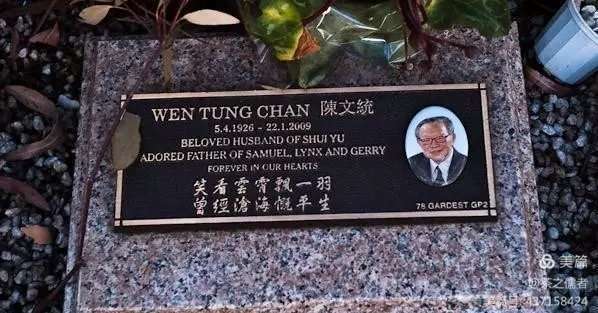 WEN TUNG CHAN 陳文統
5.4.1926 - 22.1.2009
BELOVED HUSBAND OF SHUI YU
ADORED FATHER OF SAMUEL, LYNX AND GERRY
FOREVER IN OUR HEARTS
笑看雲霄飄一羽
曾經滄海慨平生
78 GARDEST GP2
美篇
137158424